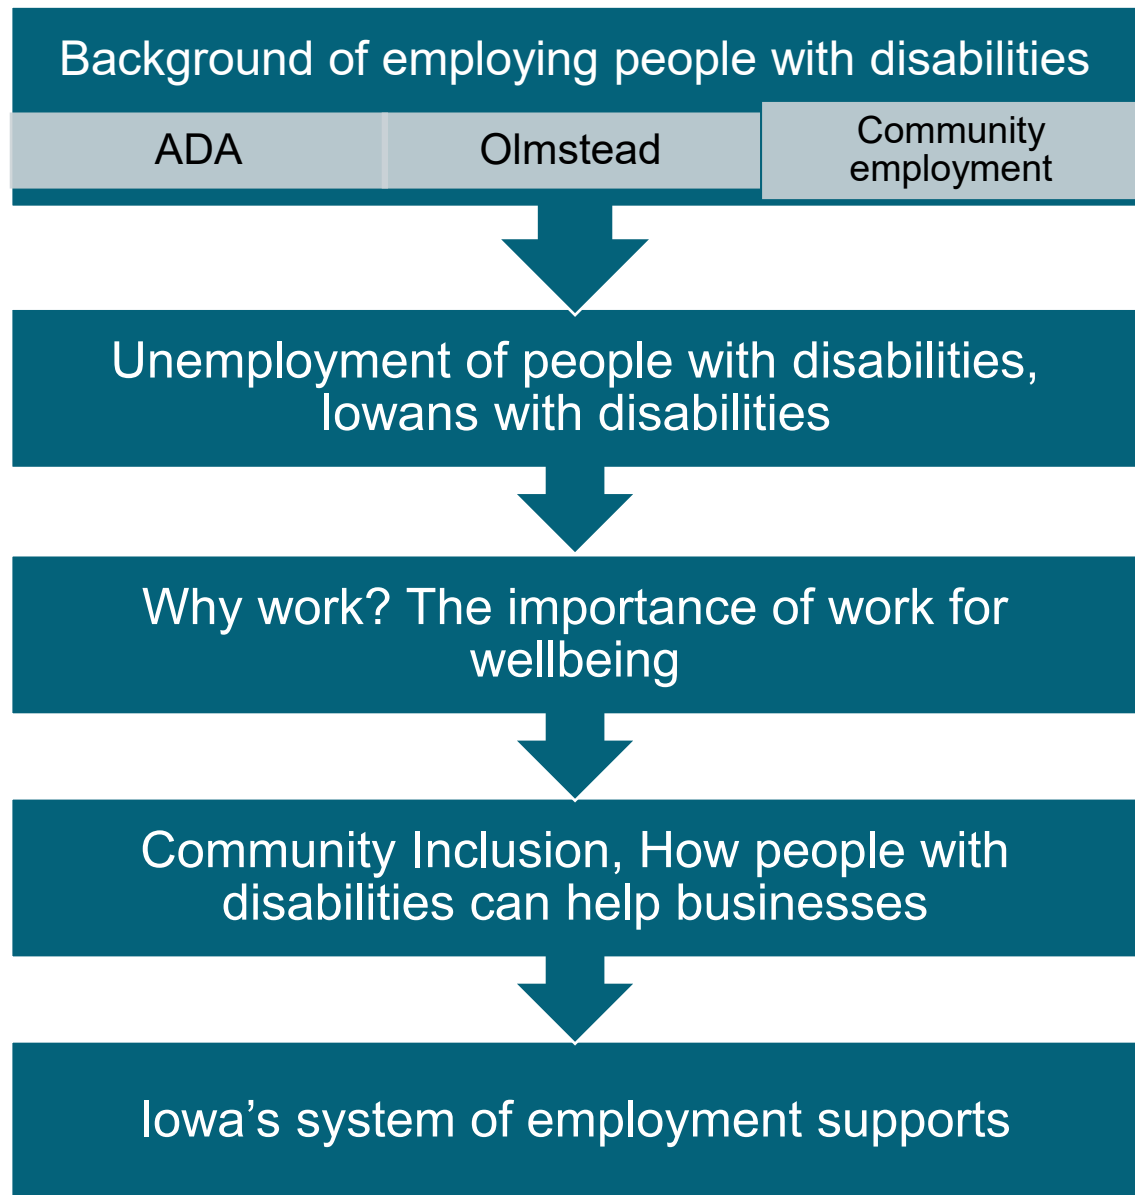 Background of employing people with disabilities
ADA
Olmstead
Community
employment
Unemployment of people with disabilities,
Iowans with disabilities
Why work? The importance of work for
wellbeing
Community Inclusion, How people with
disabilities can help businesses
Iowa’s system of employment supports